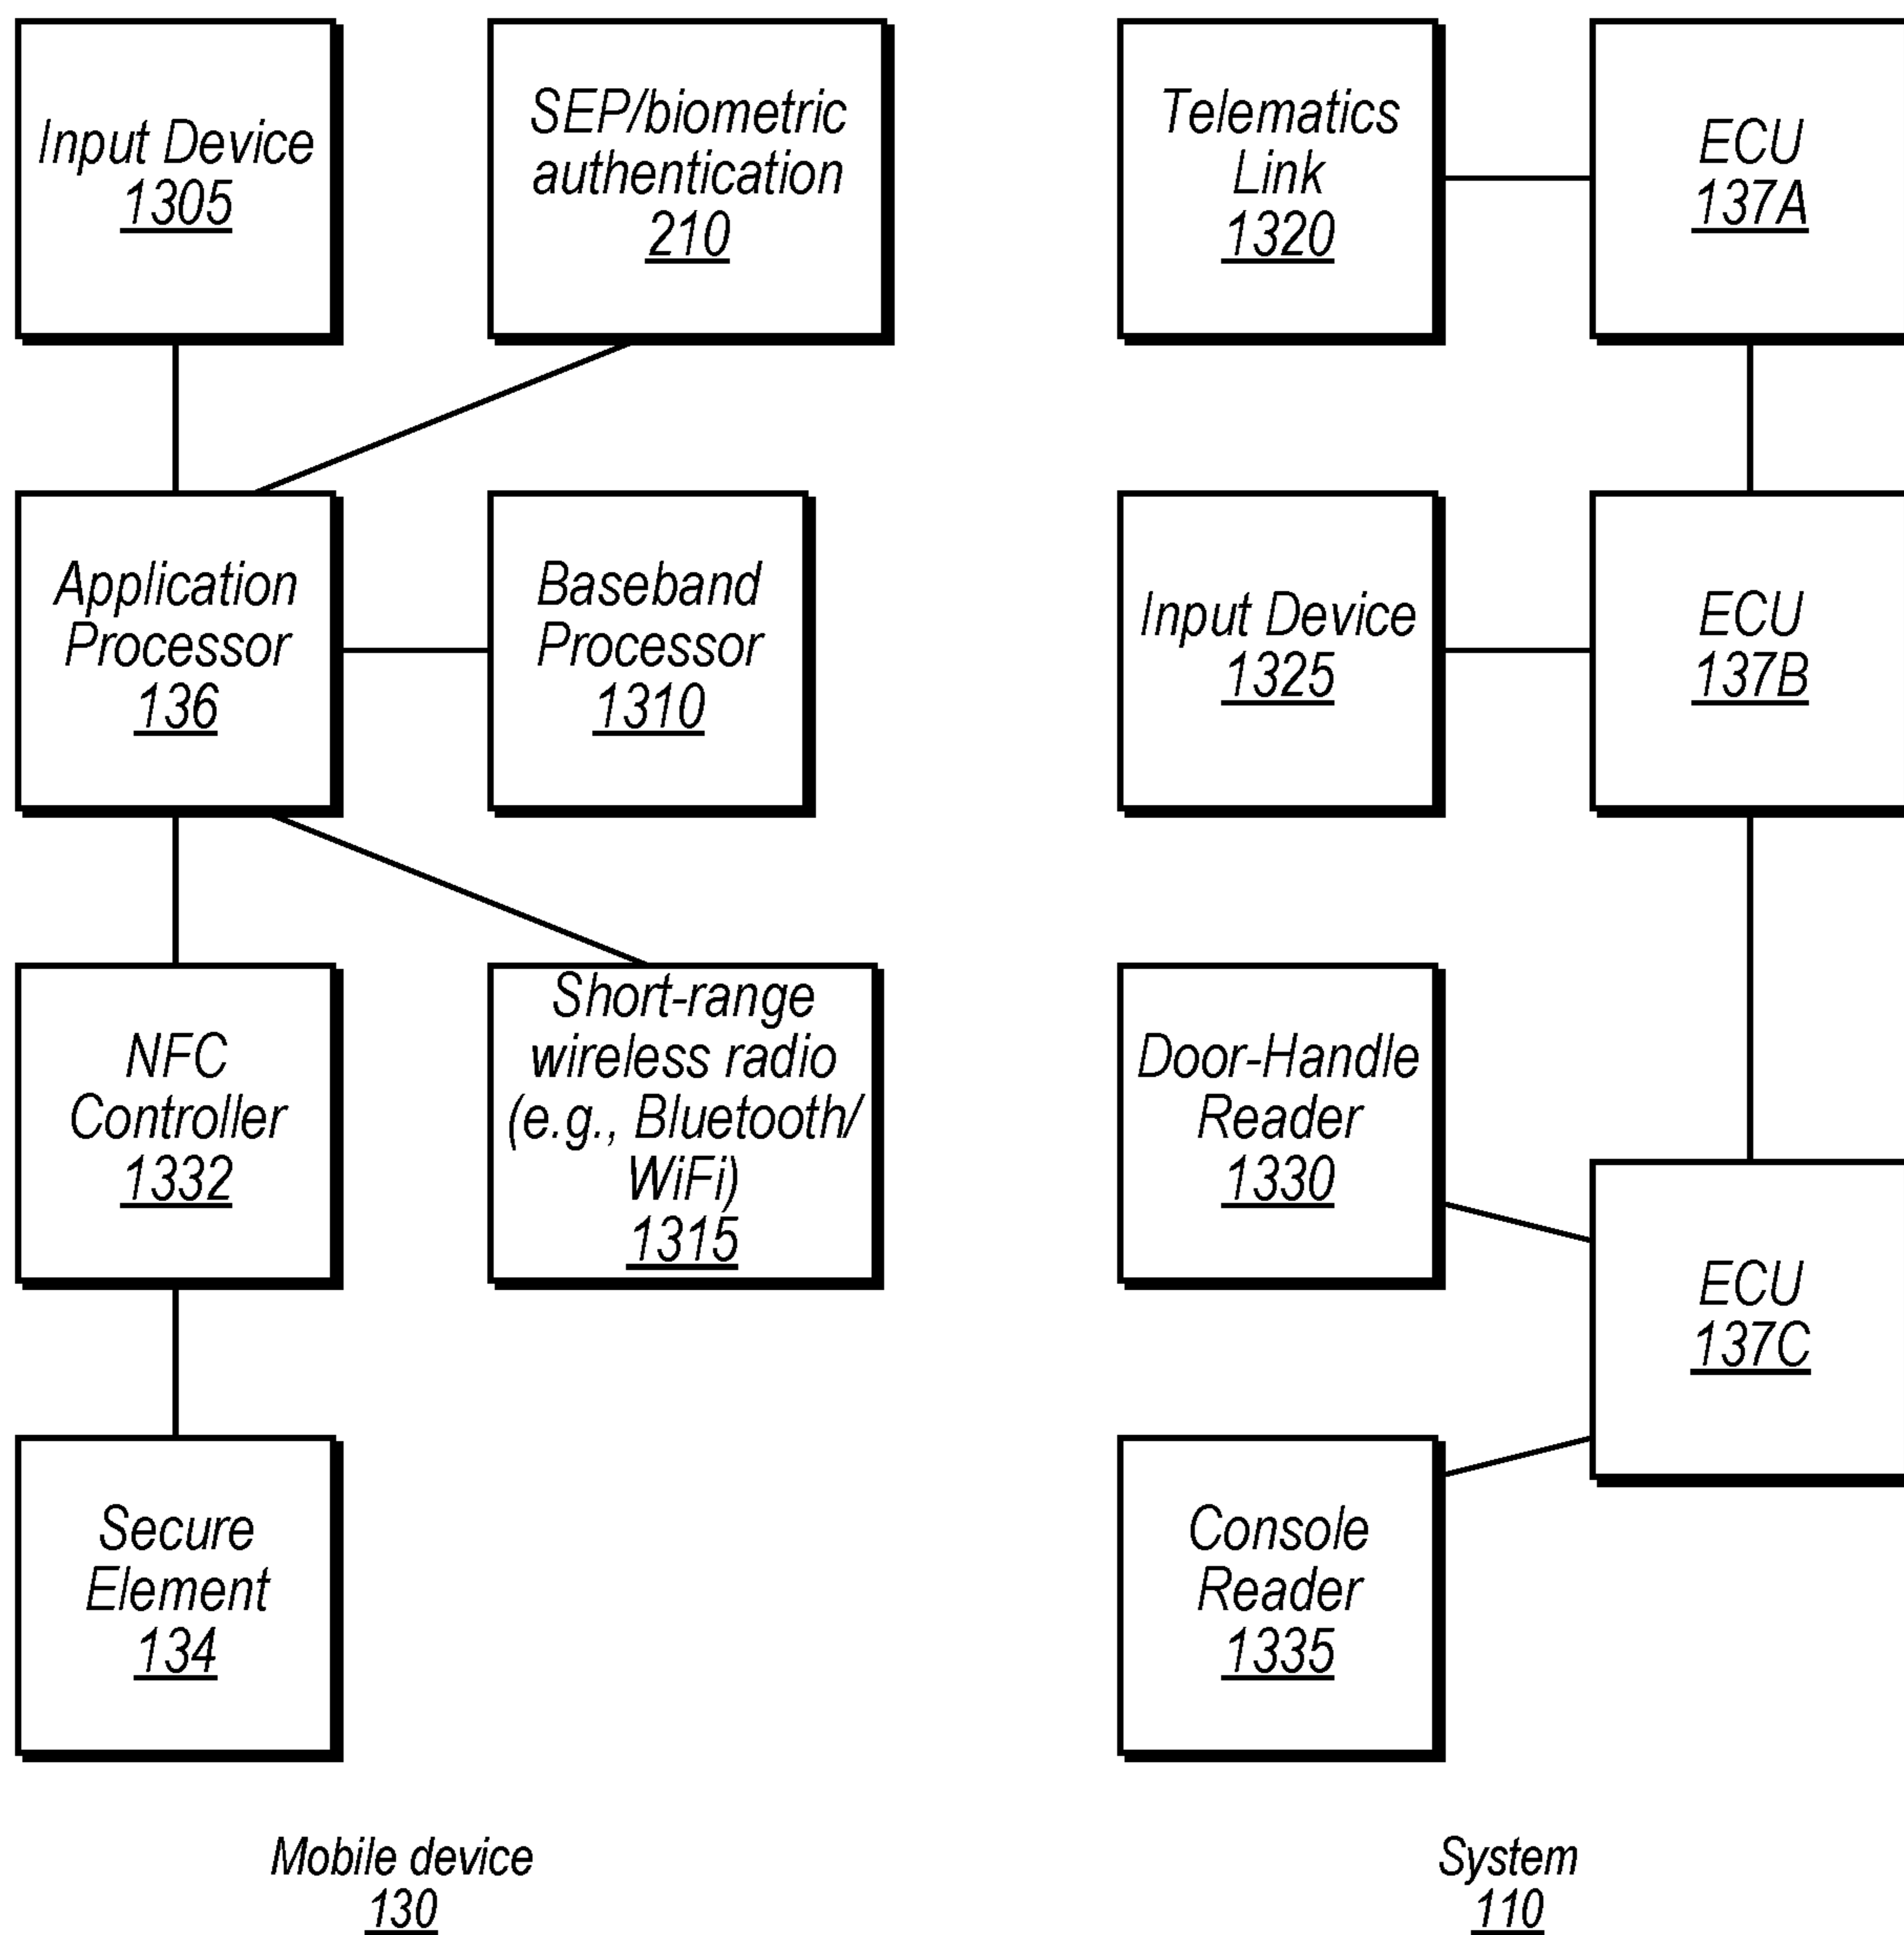 Input Device
1305
SEP/biometric
authentication
210
Telematics
Link
1320
ECU
137A
Application
Processor
136
Baseband
Processor
1310
Input Device
1325
ECU
137B
NFC
Controller
1332
Short-range
wireless radio
(e.g., Bluetooth/
WiFi)
1315
Door-Handle
Reader
1330
ECU
137C
Secure
Element
134
Console
Reader
1335
Mobile device
130
System
110